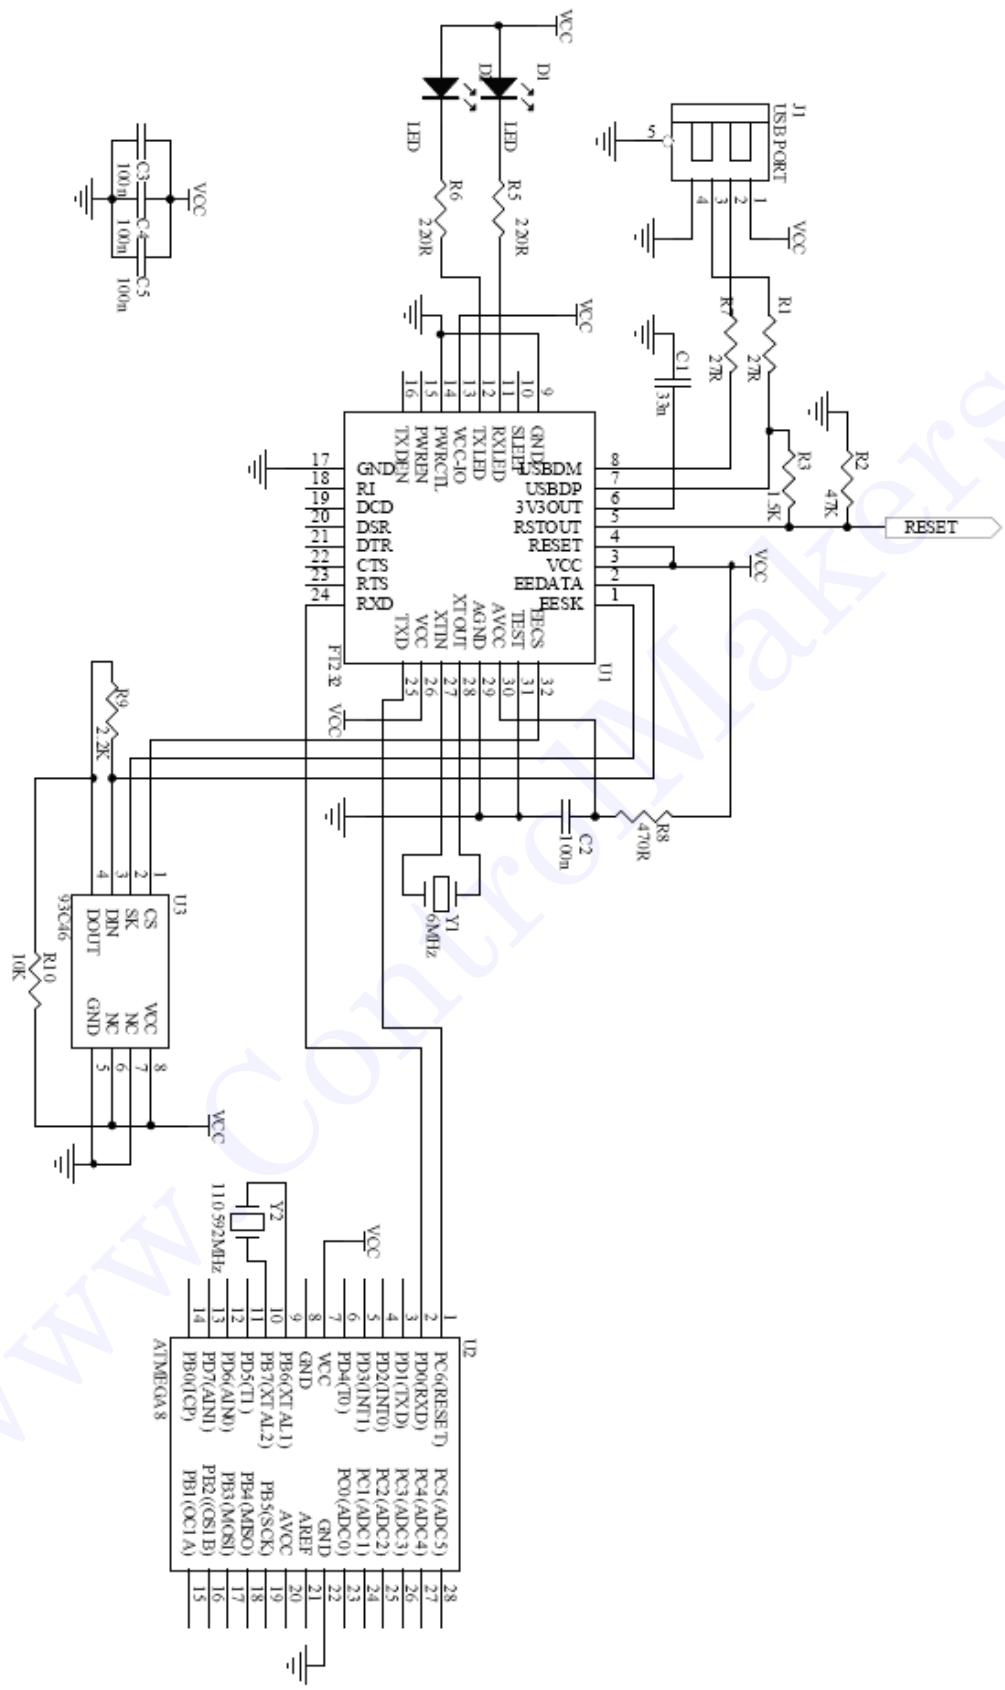 VCC
D1
D
LED
LED
R5
220R
R6
220R
J1
USB PORT
5
1
2
3
4
VCC
VCC
C3
100n
C4
100n
C5
100n
VCC
R1
27R
R7
27R
C1
33n
R3
1.5K
R2
47K
RESET
16
15
14
13
12
11
10
9
TXDEN
PWREN
PWRCTL
VCC-IO
TXLED
RXLED
SLEEP
GND
17
GND
18
RI
19
DCD
20
DSR
21
DTR
22
CTS
23
RTS
24
RXD
USBDM
8
USBDP
7
3V3OUT
6
RSTOUT
5
RESET
4
VCC
3
EEDATA
2
EESK
1
VCC
TXD
VCC
XTIN
XTOUT
AGND
AVCC
TEST
EECS
FT232
U1
25
26
27
28
29
30
31
32
VCC
R9
2.2K
C2
100n
R8
470R
Y1
6MHz
4
3
2
1
U3
93C46
DOUT
DIN
SK
CS
GND
NC
NC
VCC
5
6
7
8
R10
10K
VCC
Y2
110592MHz
VCC
14
13
12
11
10
9
8
7
6
5
4
3
2
1
U2
ATMEGA8
PB0(ICP)
PD7(AIN1)
PD6(AIN0)
PD5(T1)
PB7(XTAL2)
PB6(XTAL1)
GND
VCC
PD4(T0)
PD3(INT1)
PD2(INT0)
PD1(TXD)
PD0(RXD)
PC6(RESET)
PB1(OC1A)
PB2((OS1B)
PB3(MOSI)
PB4(MISO)
PB5(SCK)
AVCC
AREF
GND
PC0(ADC0)
PC1(ADC1)
PC2(ADC2)
PC3(ADC3)
PC4(ADC4)
PC5(ADC5)
15
16
17
18
19
20
21
22
23
24
25
26
27
28
www.ControlMakers